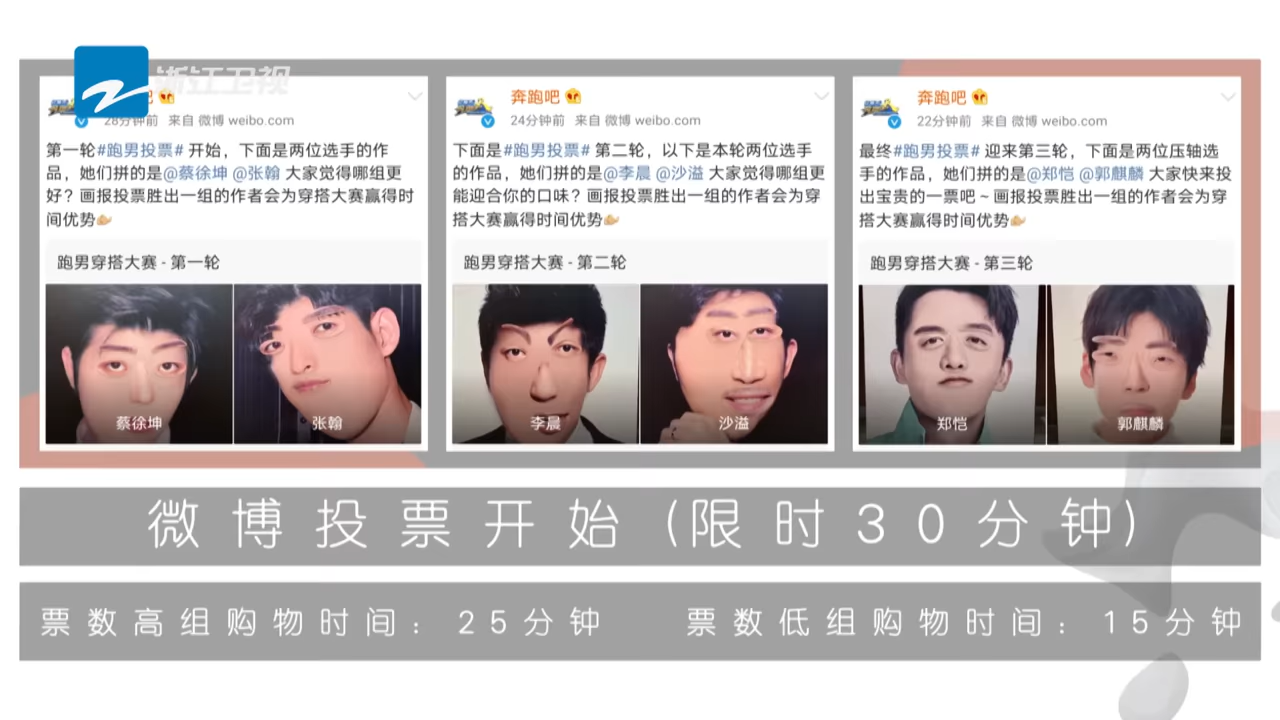 浙江卫视
28分钟前 来自 微博 weibo.com
第一轮#跑男投票# 开始，下面是两位选手的作
品，她们拼的是@蔡徐坤 @张翰 大家觉得哪组更
好？画报投票胜出一组的作者会为穿搭大赛赢得时
间优势
跑男穿搭大赛 - 第一轮
蔡徐坤
张翰
奔跑吧
24分钟前 来自 微博 weibo.com
下面是#跑男投票# 第二轮，以下是本轮两位选手
的作品，她们拼的是@李晨 @沙溢 大家觉得哪组更
能迎合你的口味？画报投票胜出一组的作者会为穿
搭大赛赢得时间优势
跑男穿搭大赛 - 第二轮
李晨
沙溢
奔跑吧
22分钟前 来自 微博 weibo.com
最终#跑男投票# 迎来第三轮，下面是两位压轴选
手的作品，她们拼的是@郑恺 @郭麒麟 大家快来投
出宝贵的一票吧 ~ 画报投票胜出一组的作者会为穿
搭大赛赢得时间优势
跑男穿搭大赛 - 第三轮
郑恺
郭麒麟
微博投票开始（限时30分钟）
票数高组购物时间：25分钟 票数低组购物时间：15分钟